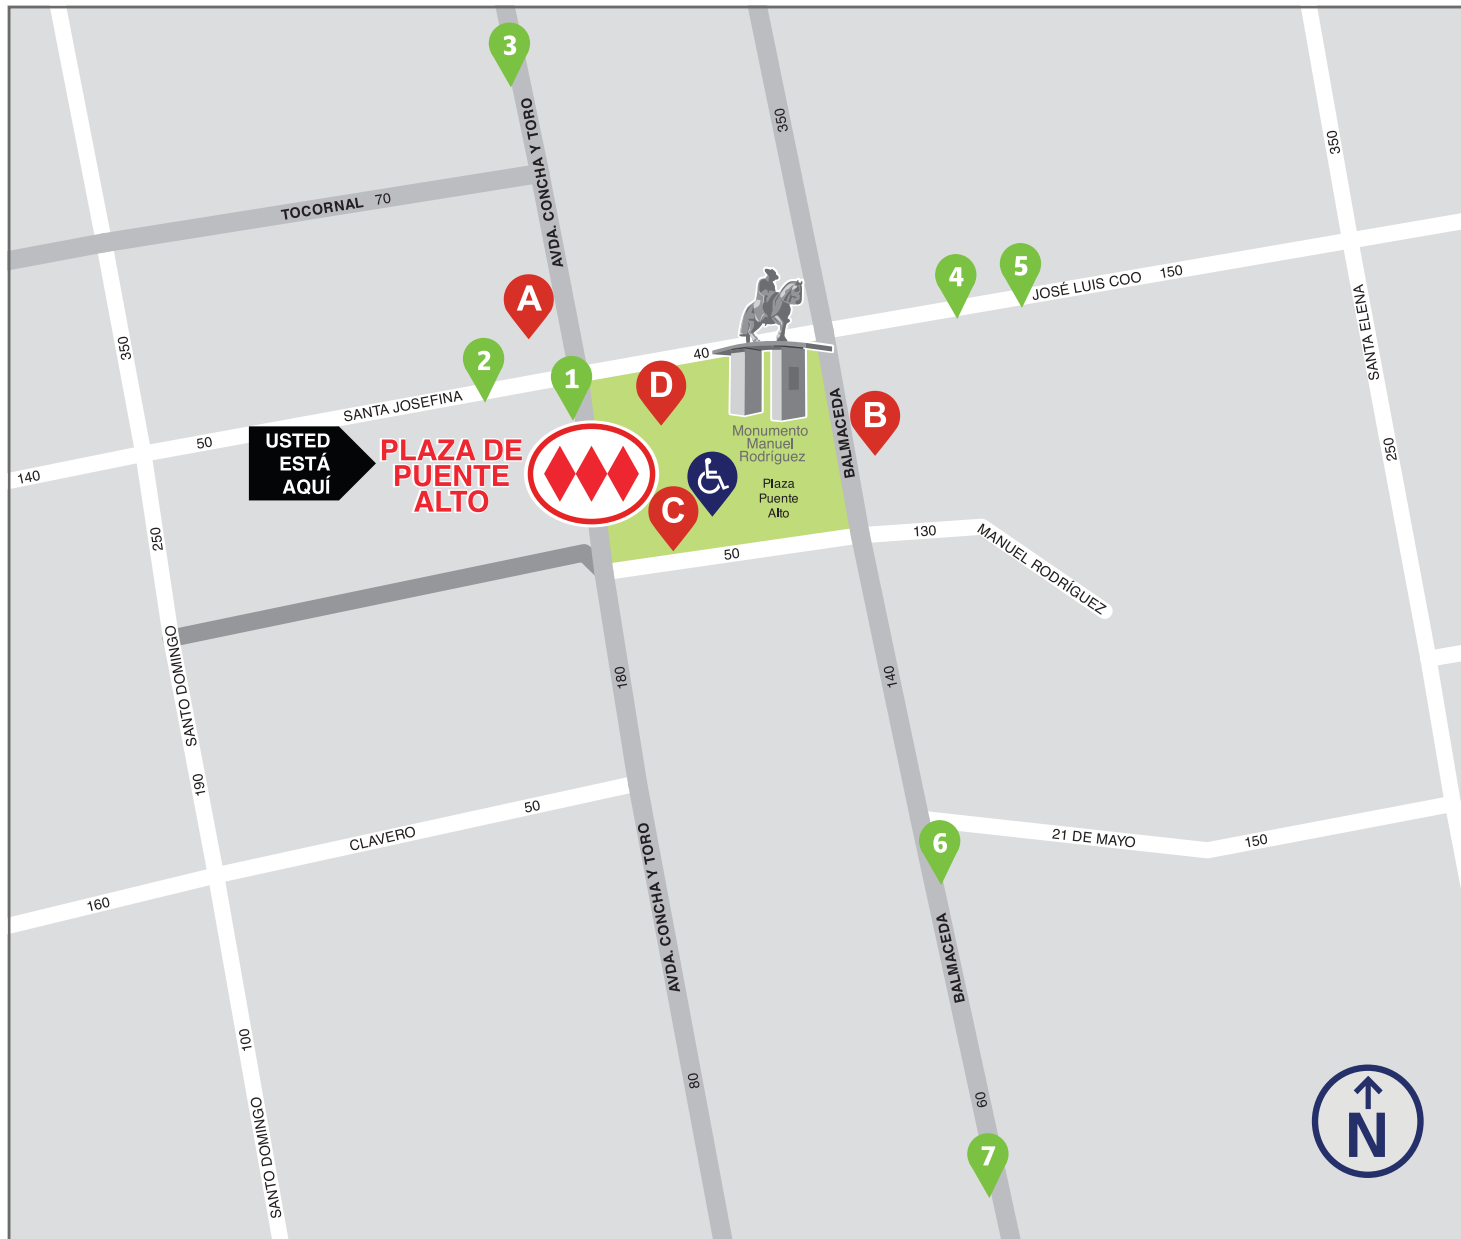 3
350
AVDA. CONCHA Y TORO
350
TOCORNAL 70
4
5
JOSÉ LUIS COO 150
A
350
SANTA ELENA
2
1
40
D
SANTA JOSEFINA
50
140
USTED
ESTÁ
AQUÍ
PLAZA DE
PUENTE
ALTO
Monumento
Manuel
Rodríguez
Plaza
Puente
Alto
BALMACEDA
B
C
250
250
50
130
MANUEL RODRÍGUEZ
SANTO DOMINGO
180
140
190
50
CLAVERO
160
AVDA. CONCHA Y TORO
6
21 DE MAYO
150
BALMACEDA
100
80
60
SANTO DOMINGO
7
N